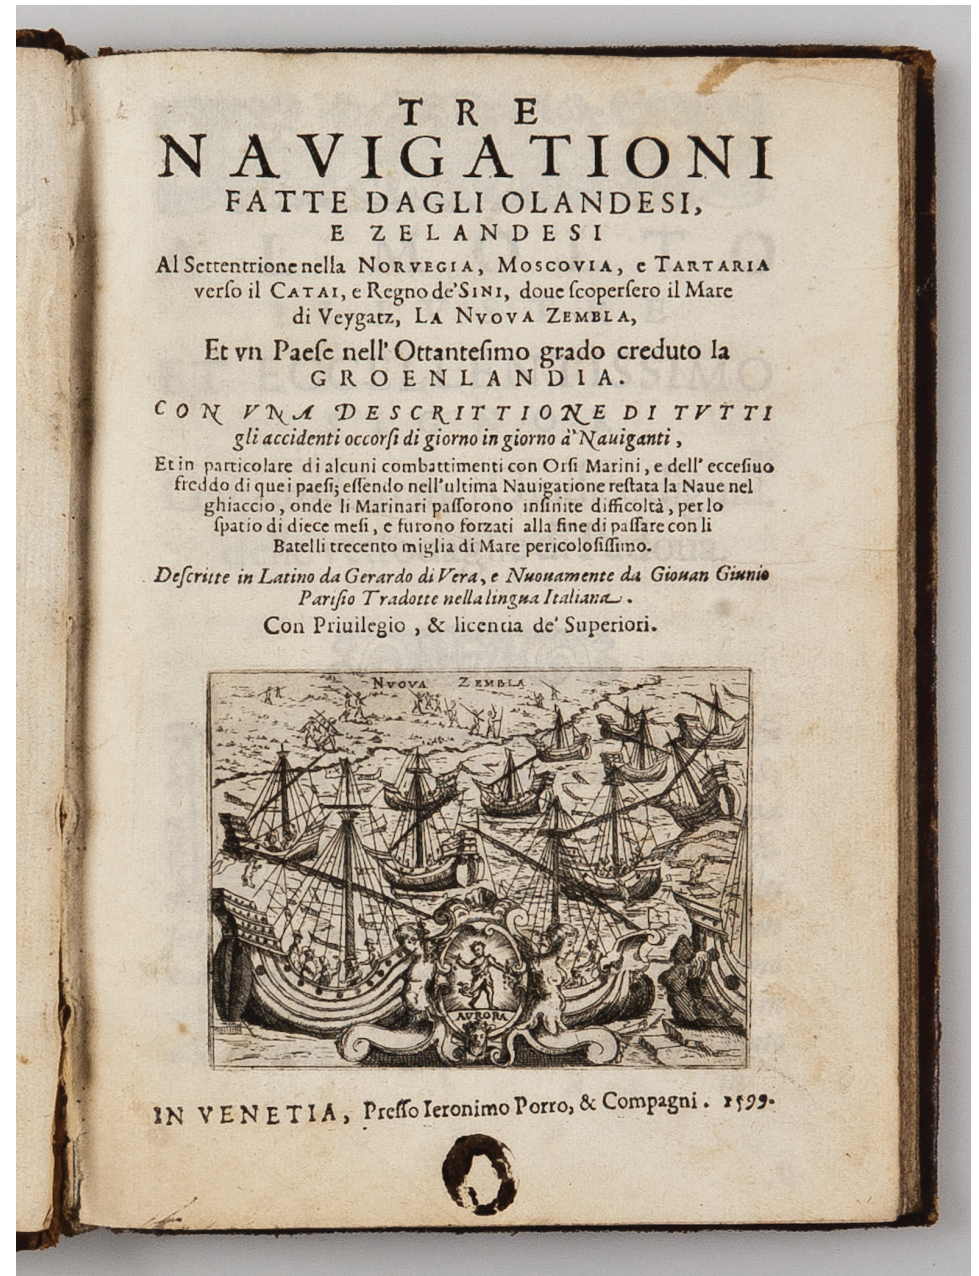 TRE
NAVIGATIONI
FATTE DAGLI OLANDESI,
E ZELANDESI
Al Settentrione nella NORVEGIA, MOSCOVIA, e TARTARIA
verſo il CATAI, e Regno de' SINI, doue ſcoperſero il Mare
di Veygatz, LA NVOVA ZEMBLA,
Et vn Paeſe nell' Ottanteſimo grado creduto la
GROENLANDIA.
CON VNA DESCRITTIONE DI TVTTI
gli accidenti occorſi di giorno in giorno à' Nauiganti,
Et in particolare di alcuni combattimenti con Orſi Marini, e dell' ecceſiuo
freddo di quei paeſi; eſſendo nell'ultima Nauigatione reſtata la Naue nel
ghiaccio, onde li Marinari paſſorono infinite difficoltà, per lo
ſpatio di diece meſi, e furono forzati alla fine di paſſare con li
Batelli trecento miglia di Mare pericoloſiſſimo.
Deſcritte in Latino da Gerardo di Vera, e Nuouamente da Giouan Giunio
Pariſio Tradotte nella lingua Italiana.
Con Priuilegio, & licentia de' Superiori.
NVOVA ZEMBLA
AVRORA
IN VENETIA, Preſſo Ieronimo Porro, & Compagni. 1599.